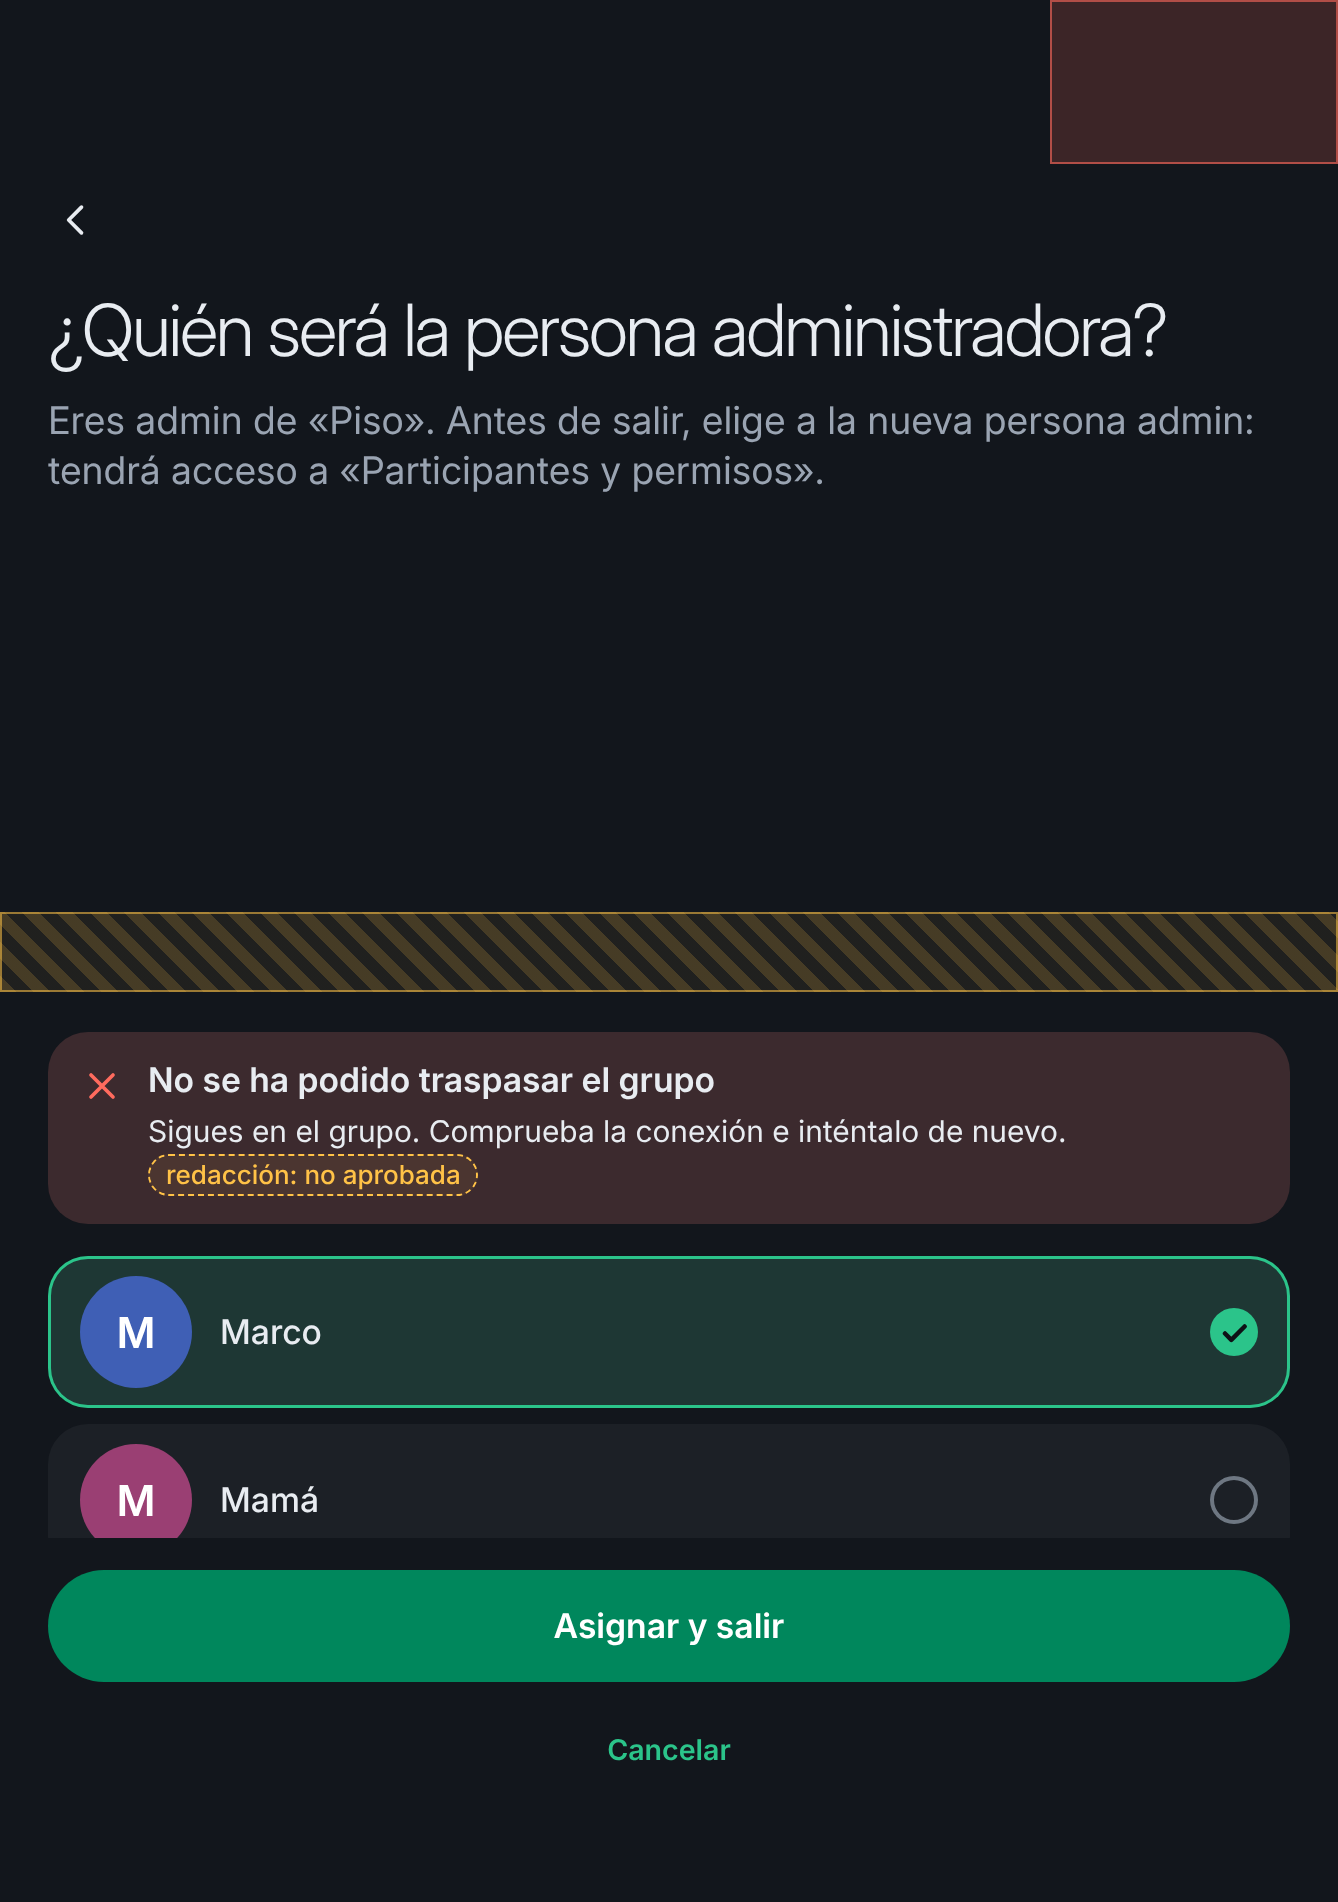 ¿Quién será la persona administradora?
Eres admin de «Piso». Antes de salir, elige a la nueva persona admin:
tendrá acceso a «Participantes y permisos».
No se ha podido traspasar el grupo
Sigues en el grupo. Comprueba la conexión e inténtalo de nuevo.
redacción: no aprobada
M Marco
M Mamá
Asignar y salir
Cancelar